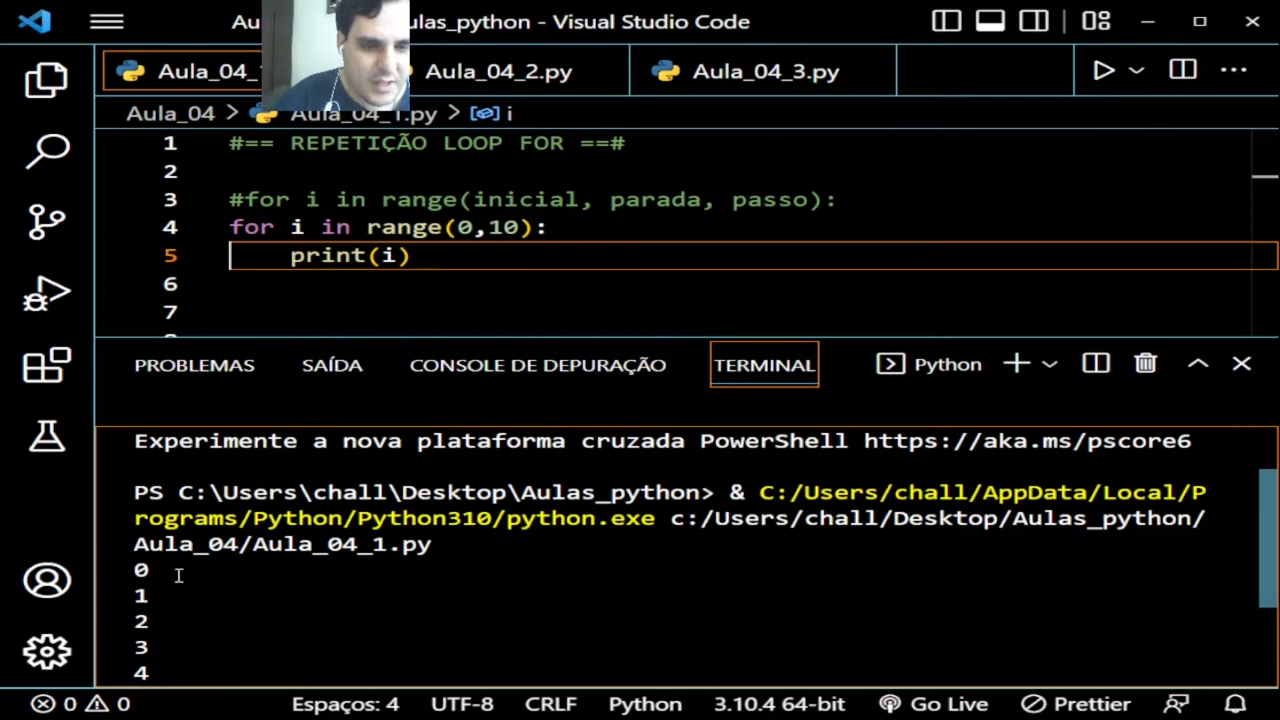 Au
ulas_python - Visual Studio Code
Aula_04_
Aula_04_2.py
Aula_04_3.py
Aula_04 > Aula_04_1.py > i
1 #== REPETIÇÃO LOOP FOR ==#
2
3 #for i in range(inicial, parada, passo):
4 for i in range(0,10):
5 print(i)
6
7
PROBLEMAS SAÍDA CONSOLE DE DEPURAÇÃO TERMINAL Python
Experimente a nova plataforma cruzada PowerShell https://aka.ms/pscore6
PS C:\Users\chall\Desktop\Aulas_python> & C:/Users/chall/AppData/Local/P
rograms/Python/Python310/python.exe c:/Users/chall/Desktop/Aulas_python/
Aula_04/Aula_04_1.py
0
1
2
3
4
0 0 Espaços: 4 UTF-8 CRLF Python 3.10.4 64-bit Go Live Prettier